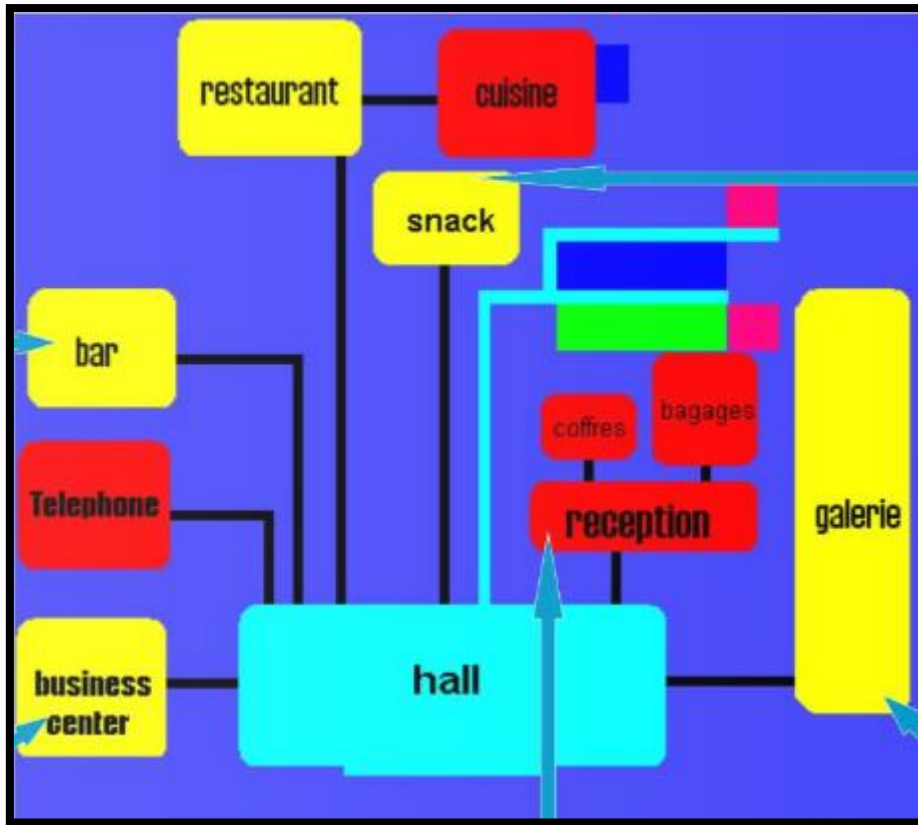 restaurant
cuisine
snack
bar
coffres
bagages
Telephone
reception
galerie
business
center
hall